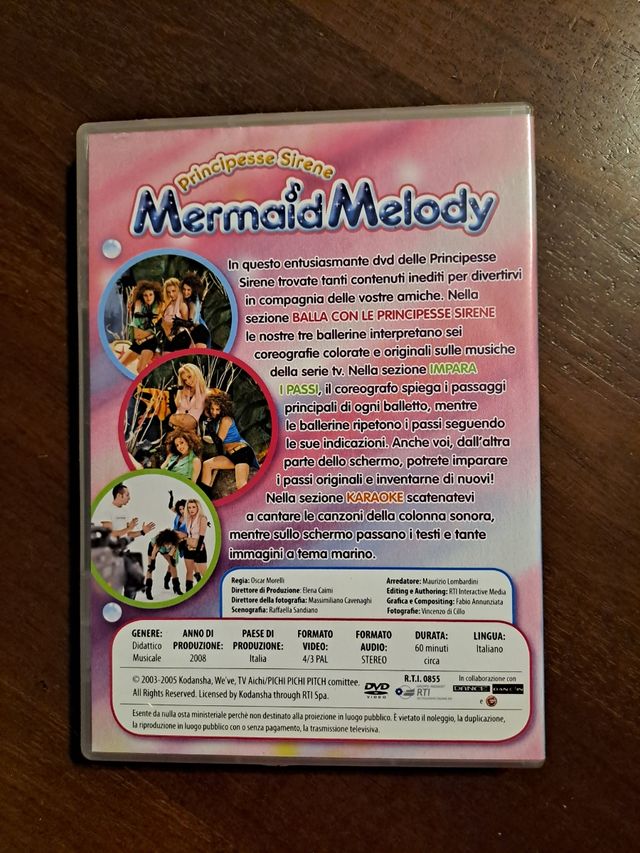 Principesse Sirene
Mermaid Melody
In questo entusiasmante dvd delle Principesse
Sirene trovate tanti contenuti inediti per divertirvi
in compagnia delle vostre amiche. Nella
sezione BALLA CON LE PRINCIPESSE SIRENE
le nostre tre ballerine interpretano sei
coreografie colorate e originali sulle musiche
della serie tv. Nella sezione IMPARA
I PASSI, il coreografo spiega i passaggi
principali di ogni balletto, mentre
le ballerine ripetono i passi seguendo
le sue indicazioni. Anche voi, dall'altra
parte dello schermo, potrete imparare
i passi originali e inventarne di nuovi!
Nella sezione KARAOKE scatenatevi
a cantare le canzoni della colonna sonora,
mentre sullo schermo passano i testi e tante
immagini a tema marino.
Regia: Oscar Morelli
Direttore di Produzione: Elena Caimi
Direttore della fotografia: Massimiliano Cavenaghi
Scenografia: Raffaella Sandiano
Arredatore: Maurizio Lombardini
Editing e Authoring: RTI Interactive Media
Grafica e Compositing: Fabio Annunziata
Fotografie: Vincenzo di Cillo
GENERE:
Didattico
Musicale
ANNO DI
PRODUZIONE:
2008
PAESE DI
PRODUZIONE:
Italia
FORMATO
VIDEO:
4/3 PAL
FORMATO
AUDIO:
STEREO
DURATA:
60 minuti
circa
LINGUA:
Italiano
© 2003-2005 Kodansha, We've, TV Aichi/PICHI PICHI PITCH comittee.
All Rights Reserved. Licensed by Kodansha through RTI Spa.
DVD
VIDEO
R.T.I. 0855
RTI
In collaborazione con
e
Esente da nulla osta ministeriale perchè non destinato alla proiezione in luogo pubblico. È vietato il noleggio, la duplicazione,
la riproduzione in luogo pubblico con o senza pagamento, la trasmissione televisiva.